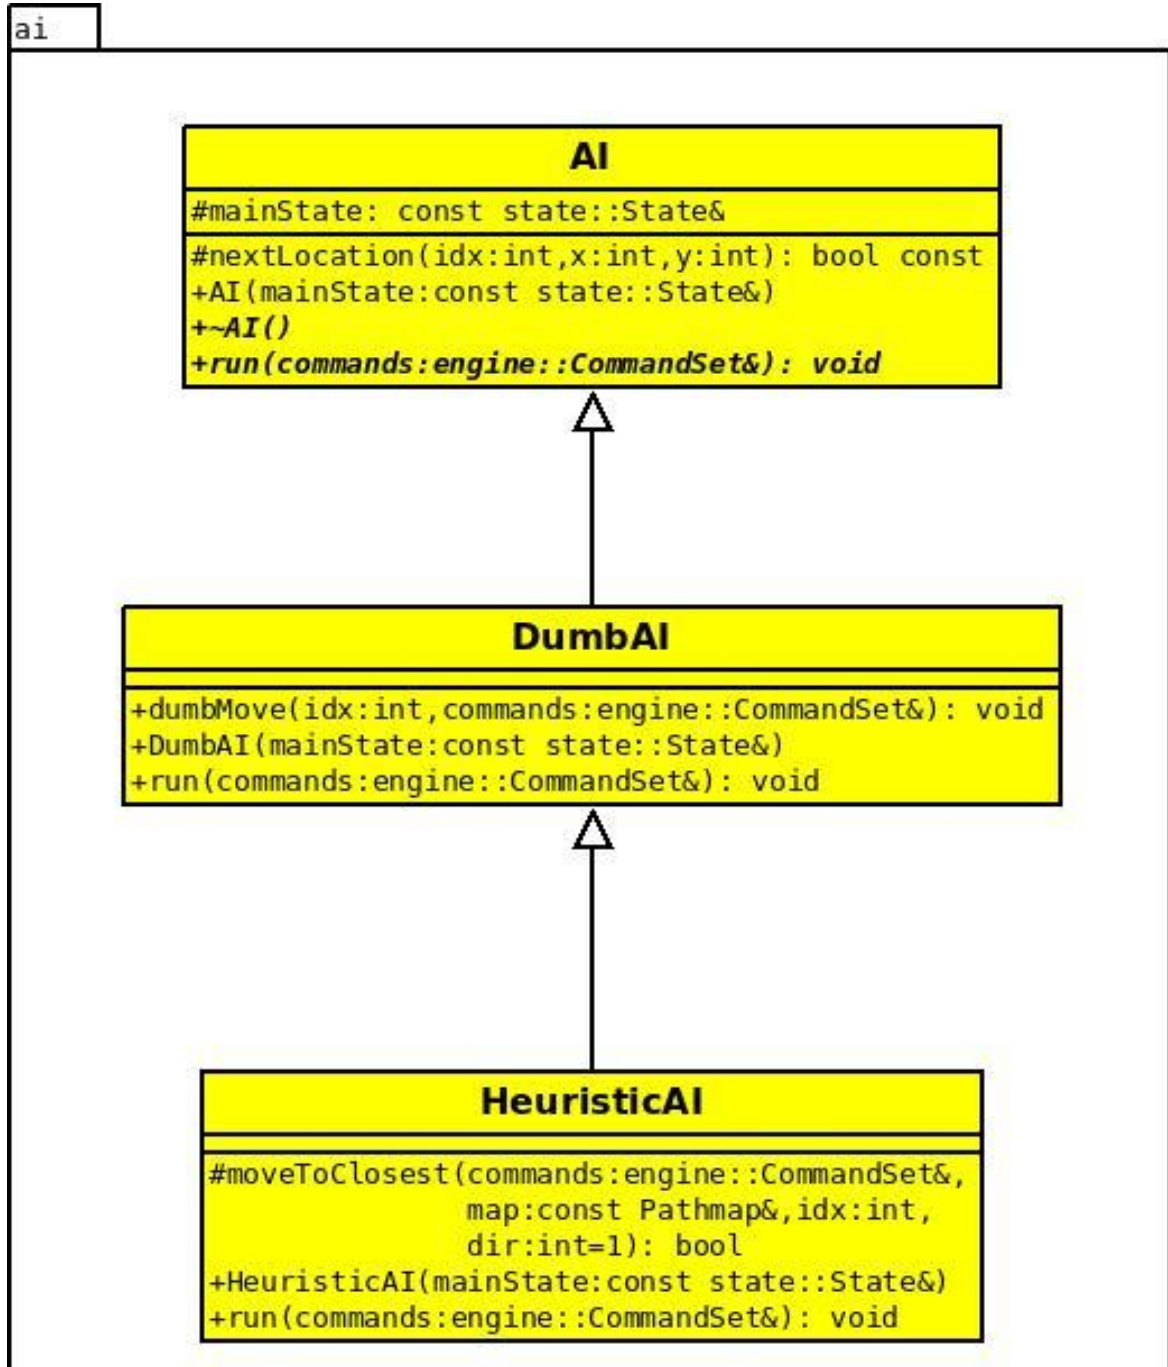 ai
AI
#mainState: const state::State&
#nextLocation(idx:int,x:int,y:int): bool const
+AI(mainState:const state::State&)
+~AI()
+run(commands:engine::CommandSet&): void
DumbAI
+dumbMove(idx:int,commands:engine::CommandSet&): void
+DumbAI(mainState:const state::State&)
+run(commands:engine::CommandSet&): void
HeuristicAI
#moveToClosest(commands:engine::CommandSet&,
map:const Pathmap&,idx:int,
dir:int=1): bool
+HeuristicAI(mainState:const state::State&)
+run(commands:engine::CommandSet&): void